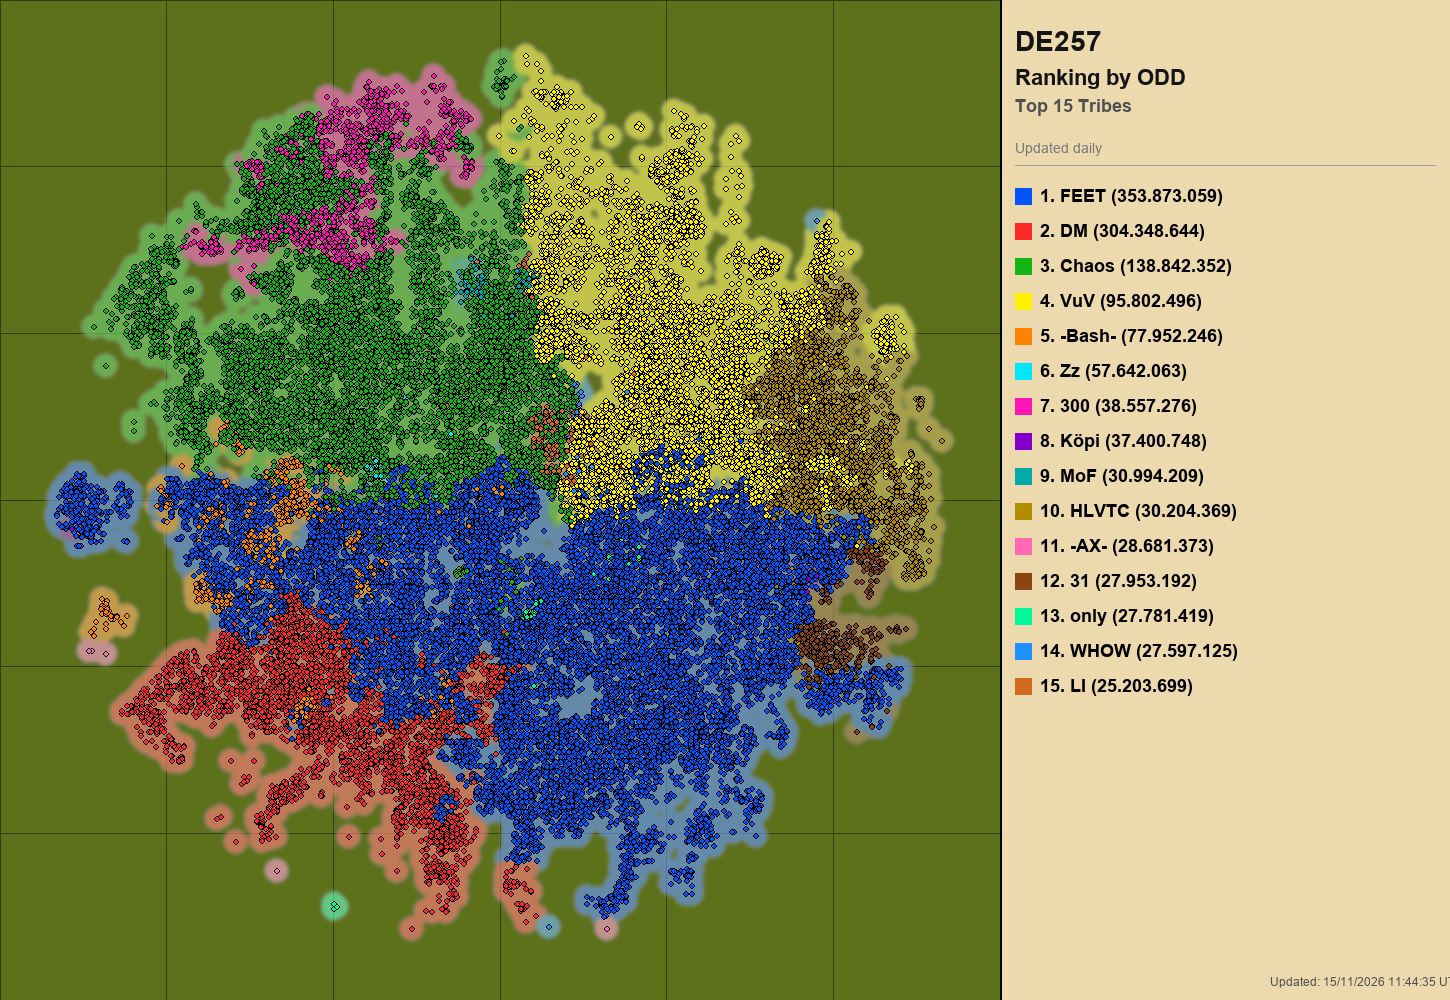 DE257
Ranking by ODD
Top 15 Tribes
Updated daily
1. FEET (353.873.059)
2. DM (304.348.644)
3. Chaos (138.842.352)
4. VuV (95.802.496)
5. -Bash- (77.952.246)
6. Zz (57.642.063)
7. 300 (38.557.276)
8. Köpi (37.400.748)
9. MoF (30.994.209)
10. HLVTC (30.204.369)
11. -AX- (28.681.373)
12. 31 (27.953.192)
13. only (27.781.419)
14. WHOW (27.597.125)
15. LI (25.203.699)
Updated: 15/11/2026 11:44:35 U